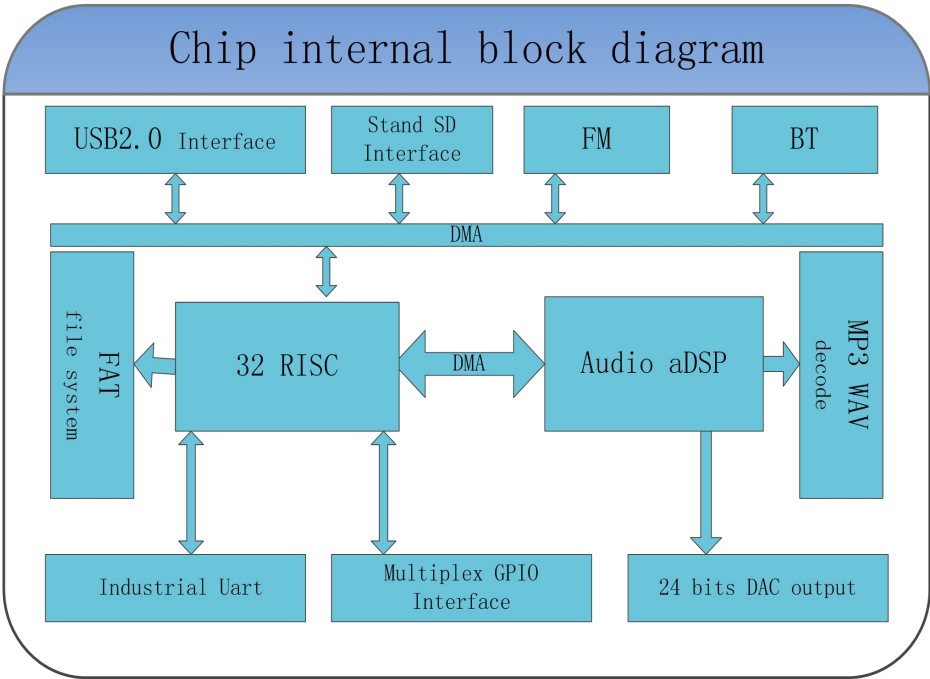 Chip internal block diagram
USB2.0 Interface
Stand SD
Interface
FM
BT
DMA
FAT
file system
32 RISC
DMA
Audio aDSP
MP3 WAV
decode
Industrial Uart
Multiplex GPIO
Interface
24 bits DAC output